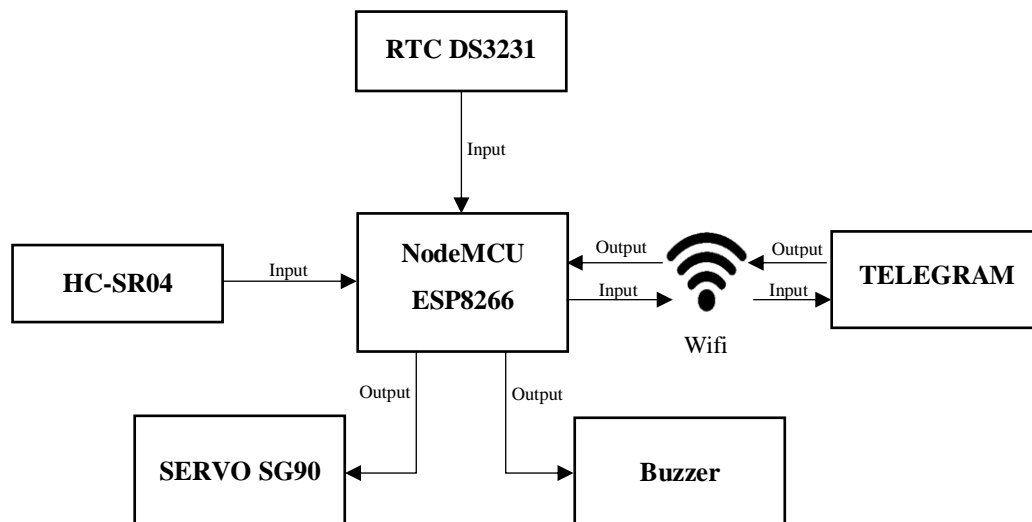 RTC DS3231
Input
NodeMCU
ESP8266
HC-SR04
Input
Output
Input
Wifi
Output
Input
TELEGRAM
Output
Output
SERVO SG90
Buzzer